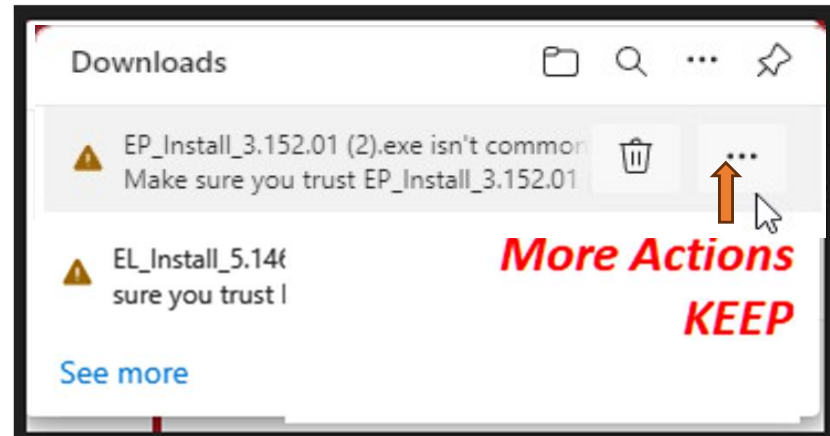 Downloads
EP_Install_3.152.01 (2).exe isn't common
Make sure you trust EP_Install_3.152.01
EL_Install_5.146
sure you trust
More Actions
KEEP
See more